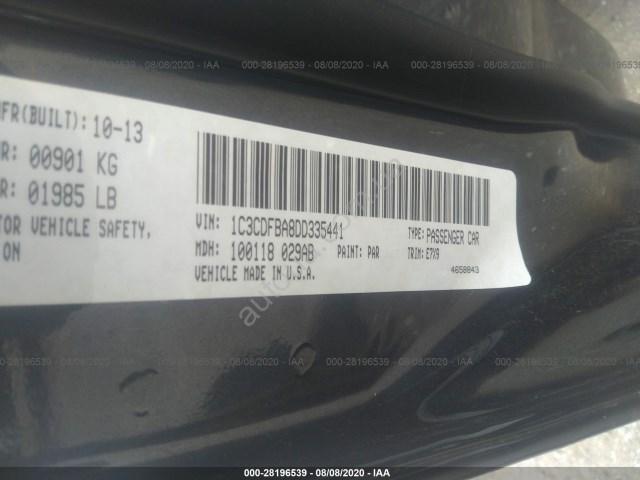 000-28196539 - 08/08/2020 - IAA
FR(BUILT): 10-13
R: 00901 KG
R: 01985 LB
TOR VEHICLE SAFETY,
ON
VIN: 1C3CDFBA8DD335441
TYPE: PASSENGER CAR
MDH: 100118 029AB
PAINT: PAR
TRIM: E7X9
VEHICLE MADE IN U.S.A.
4658843
000-28196539 - 08/08/2020 - IAA
000-28196539 - 08/08/2020 - IAA